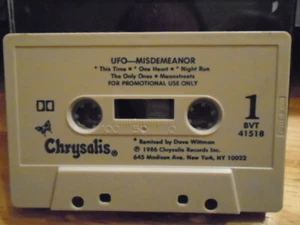 UFO—MISDEMEANOR
* This Time • * One Heart • * Night Run
The Only Ones • Meanstreets
FOR PROMOTIONAL USE ONLY
1
BVT
41518
Chrysalis®
* Remixed by Dave Wittman
℗ 1986 Chrysalis Records Inc.
645 Madison Ave. New York, NY 10022